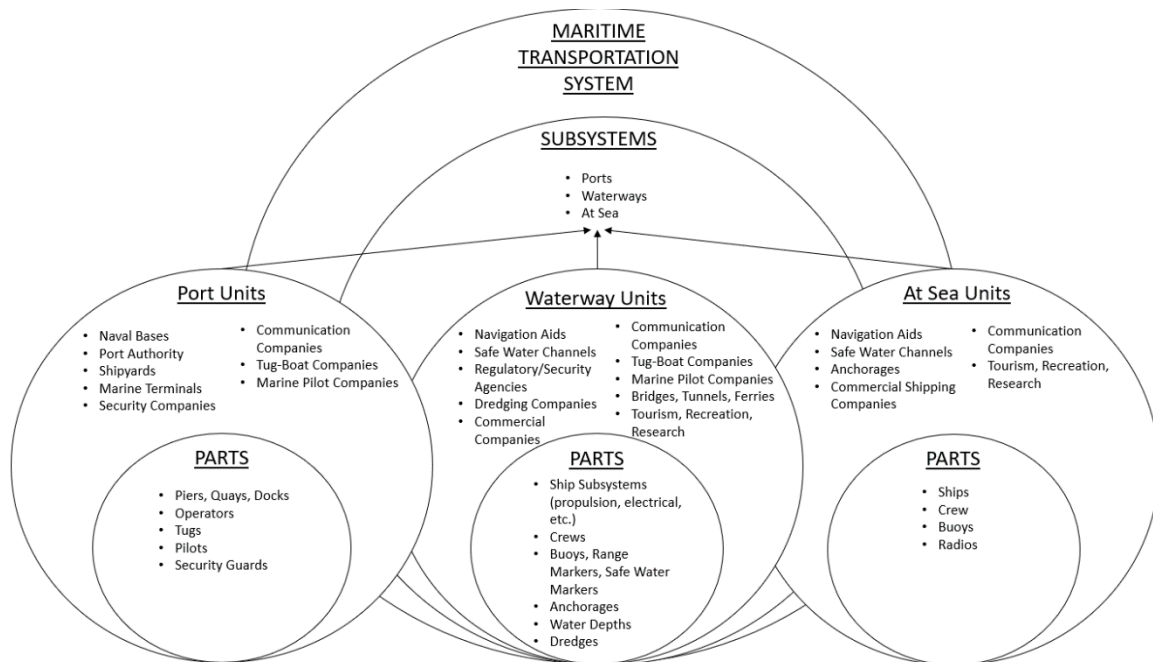 MARITIME
TRANSPORTATION
SYSTEM
SUBSYSTEMS
• Ports
• Waterways
• At Sea
Port Units
• Naval Bases
• Port Authority
• Shipyards
• Marine Terminals
• Security Companies
• Communication
Companies
• Tug-Boat Companies
• Marine Pilot Companies
PARTS
• Piers, Quays, Docks
• Operators
• Tugs
• Pilots
• Security Guards
Waterway Units
• Navigation Aids
• Safe Water Channels
• Regulatory/Security
Agencies
• Dredging Companies
• Commercial
Companies
• Communication
Companies
• Tug-Boat Companies
• Marine Pilot Companies
• Bridges, Tunnels, Ferries
• Tourism, Recreation,
Research
PARTS
• Ship Subsystems
(propulsion, electrical,
etc.)
• Crews
• Buoys, Range
Markers, Safe Water
Markers
• Anchorages
• Water Depths
• Dredges
At Sea Units
• Navigation Aids
• Safe Water Channels
• Anchorages
• Commercial Shipping
Companies
• Communication
Companies
• Tourism, Recreation,
Research
PARTS
• Ships
• Crew
• Buoys
• Radios